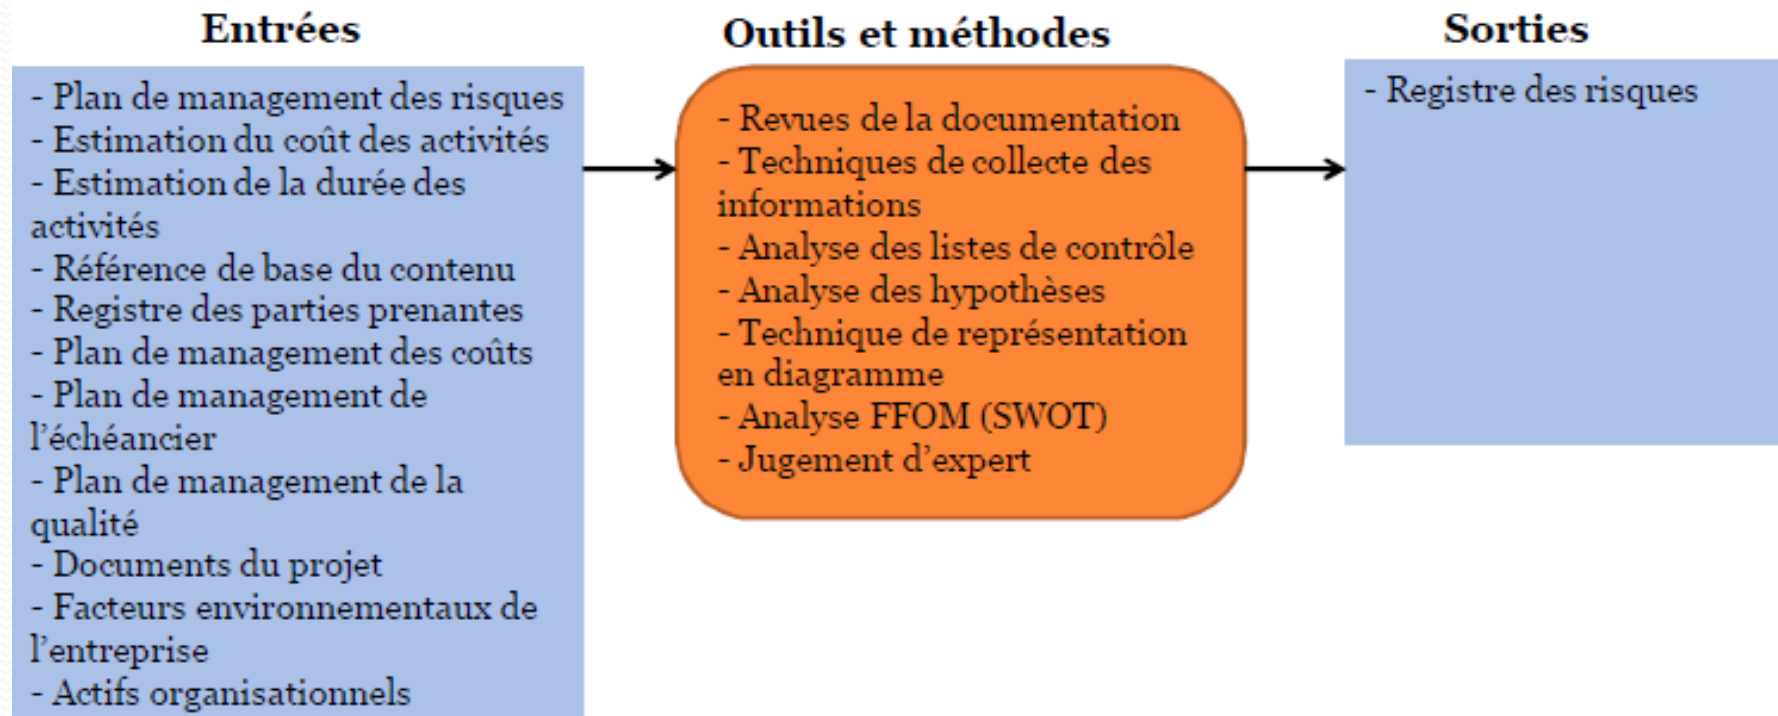 Entrées
- Plan de management des risques
- Estimation du coût des activités
- Estimation de la durée des
activités
- Référence de base du contenu
- Registre des parties prenantes
- Plan de management des coûts
- Plan de management de
l’échéancier
- Plan de management de la
qualité
- Documents du projet
- Facteurs environnementaux de
l’entreprise
- Actifs organisationnels
Outils et méthodes
- Revues de la documentation
- Techniques de collecte des
informations
- Analyse des listes de contrôle
- Analyse des hypothèses
- Technique de représentation
en diagramme
- Analyse FFOM (SWOT)
- Jugement d’expert
Sorties
- Registre des risques